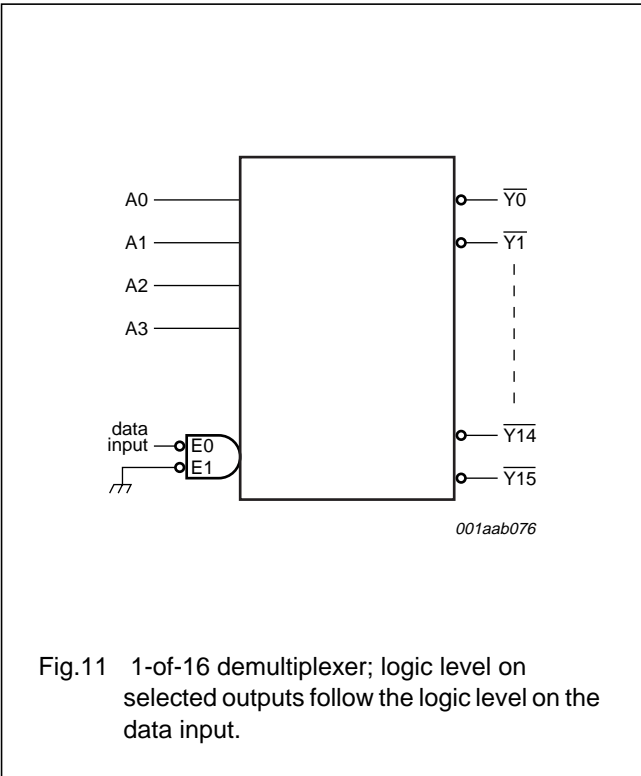 A0
A1
A2
A3
data
input
E0
E1
Y0
Y1
Y14
Y15
001aab076
Fig.11 1-of-16 demultiplexer; logic level on
selected outputs follow the logic level on the
data input.